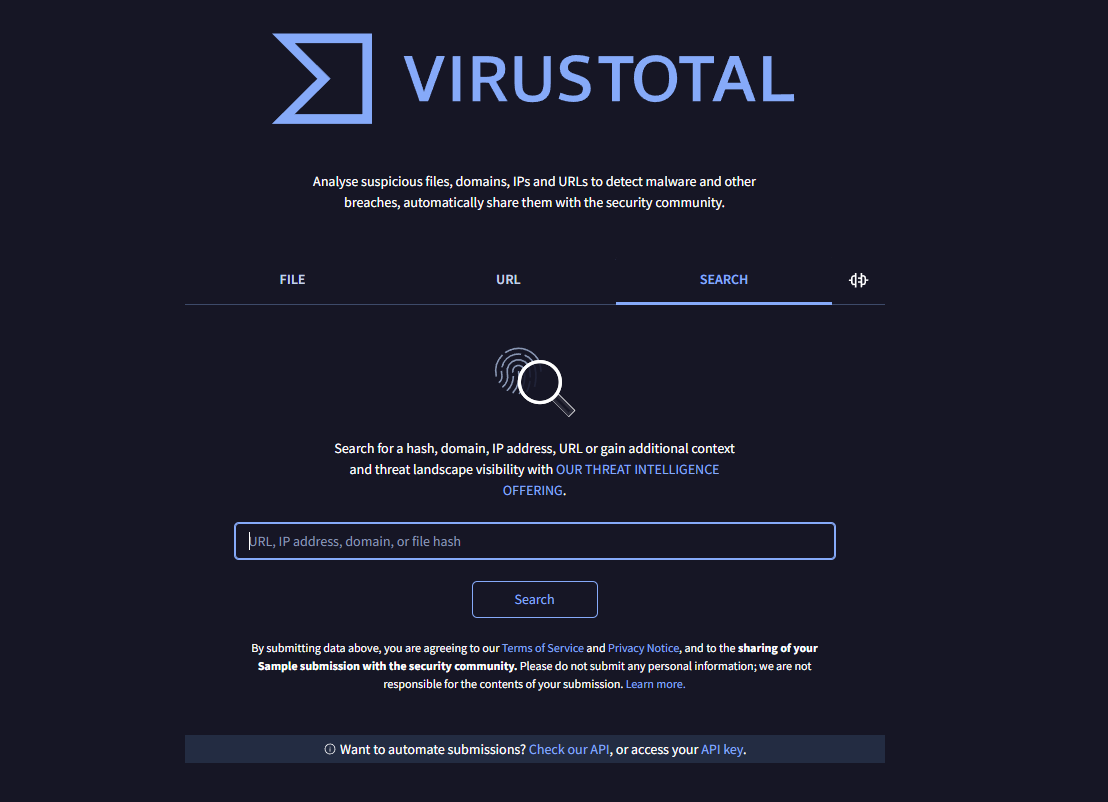 VIRUSTOTAL
Analyse suspicious files, domains, IPs and URLs to detect malware and other
breaches, automatically share them with the security community.
FILE
URL
SEARCH
Search for a hash, domain, IP address, URL or gain additional context
and threat landscape visibility with OUR THREAT INTELLIGENCE
OFFERING.
URL, IP address, domain, or file hash
Search
By submitting data above, you are agreeing to our Terms of Service and Privacy Notice, and to the sharing of your
Sample submission with the security community. Please do not submit any personal information; we are not
responsible for the contents of your submission. Learn more.
Want to automate submissions? Check our API, or access your API key.